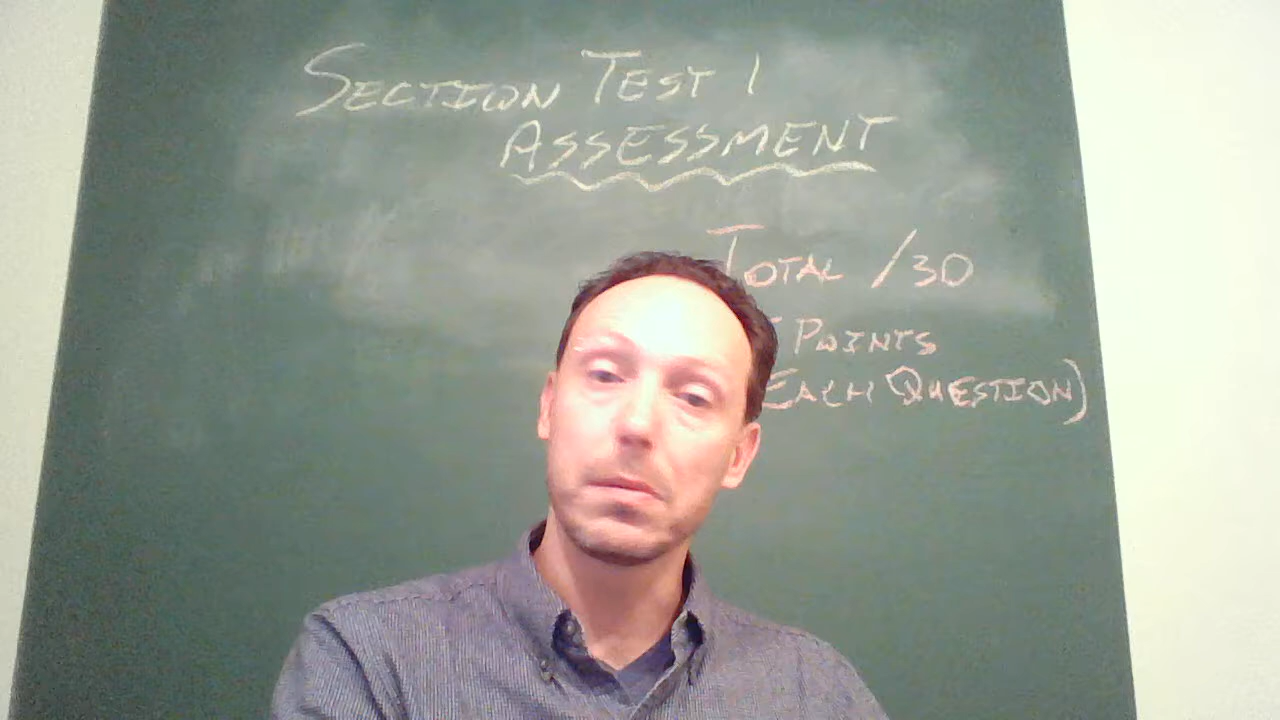 SECTION TEST 1
ASSESSMENT
TOTAL /30
POINTS
EACH QUESTION)